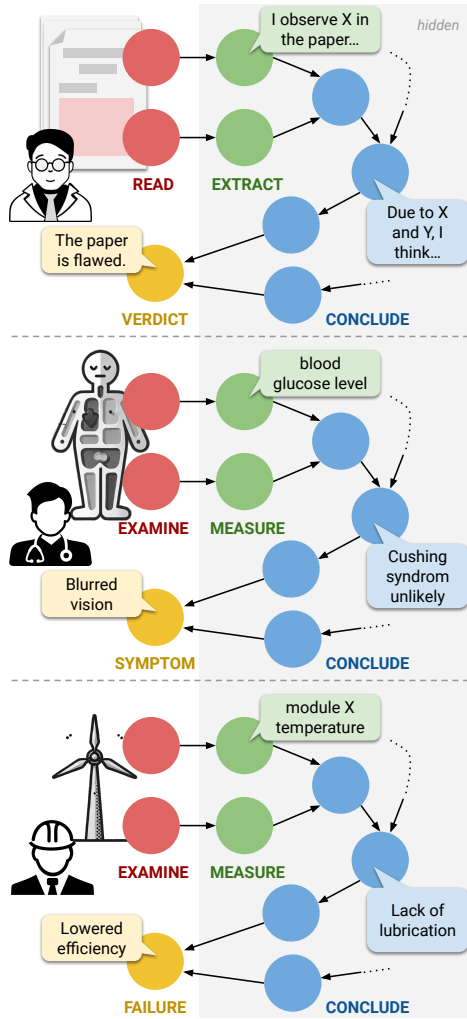 hidden
I observe X in
the paper…
READ
EXTRACT
Due to X
and Y, I
think…
The paper
is flawed.
VERDICT
CONCLUDE
blood
glucose level
EXAMINE
MEASURE
Cushing
syndrom
unlikely
Blurred
vision
SYMPTOM
CONCLUDE
module X
temperature
EXAMINE
MEASURE
Lack of
lubrication
Lowered
efficiency
FAILURE
CONCLUDE